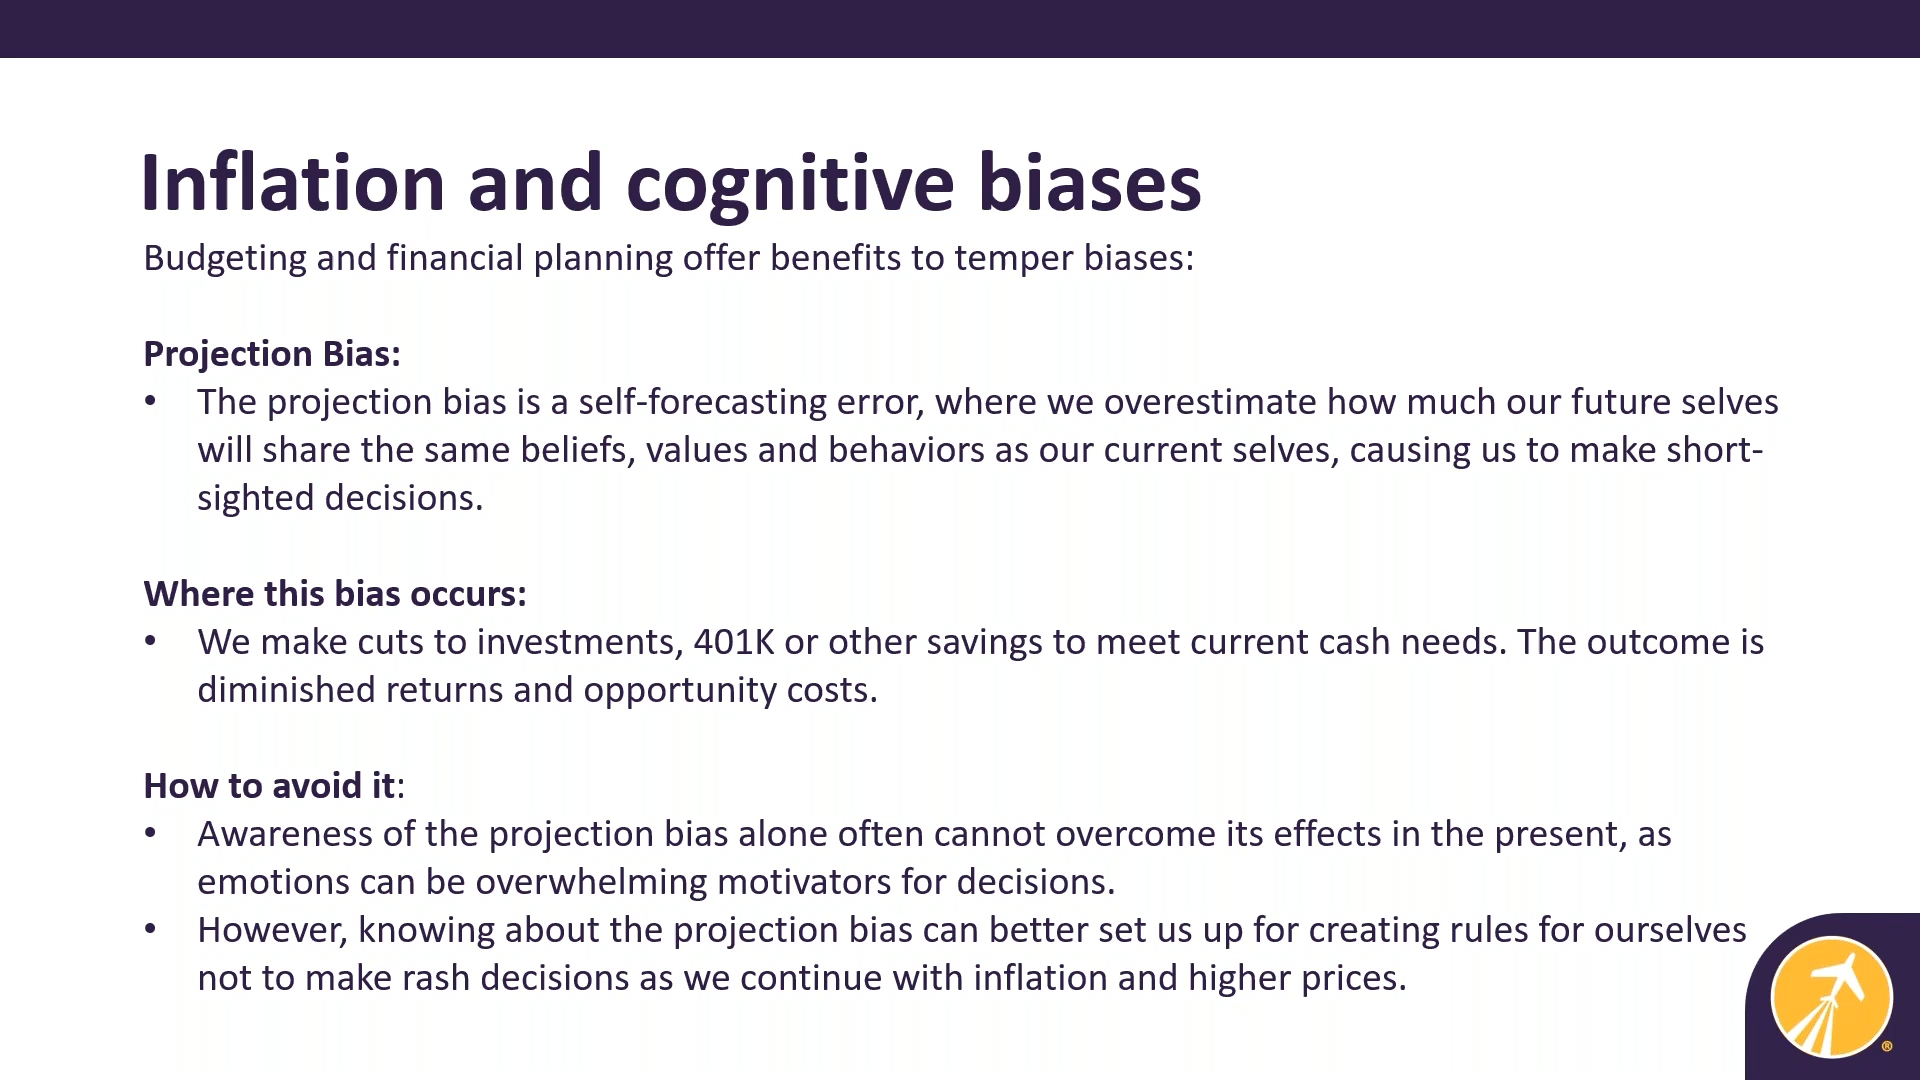 Inflation and cognitive biases
Budgeting and financial planning offer benefits to temper biases:
Projection Bias:
• The projection bias is a self-forecasting error, where we overestimate how much our future selves
will share the same beliefs, values and behaviors as our current selves, causing us to make short-
sighted decisions.
Where this bias occurs:
• We make cuts to investments, 401K or other savings to meet current cash needs. The outcome is
diminished returns and opportunity costs.
How to avoid it:
• Awareness of the projection bias alone often cannot overcome its effects in the present, as
emotions can be overwhelming motivators for decisions.
• However, knowing about the projection bias can better set us up for creating rules for ourselves
not to make rash decisions as we continue with inflation and higher prices.
®